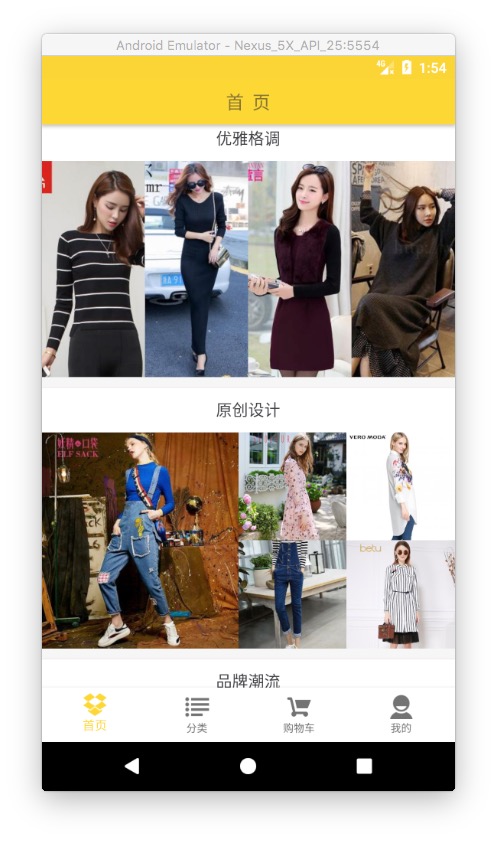 Android Emulator - Nexus_5X_API_25:5554
4G
1:54
首 页
优雅格调
mr
原创设计
妖精の口袋
ELF SACK
VERO MODA
betu
品牌潮流
首页
分类
购物车
我的